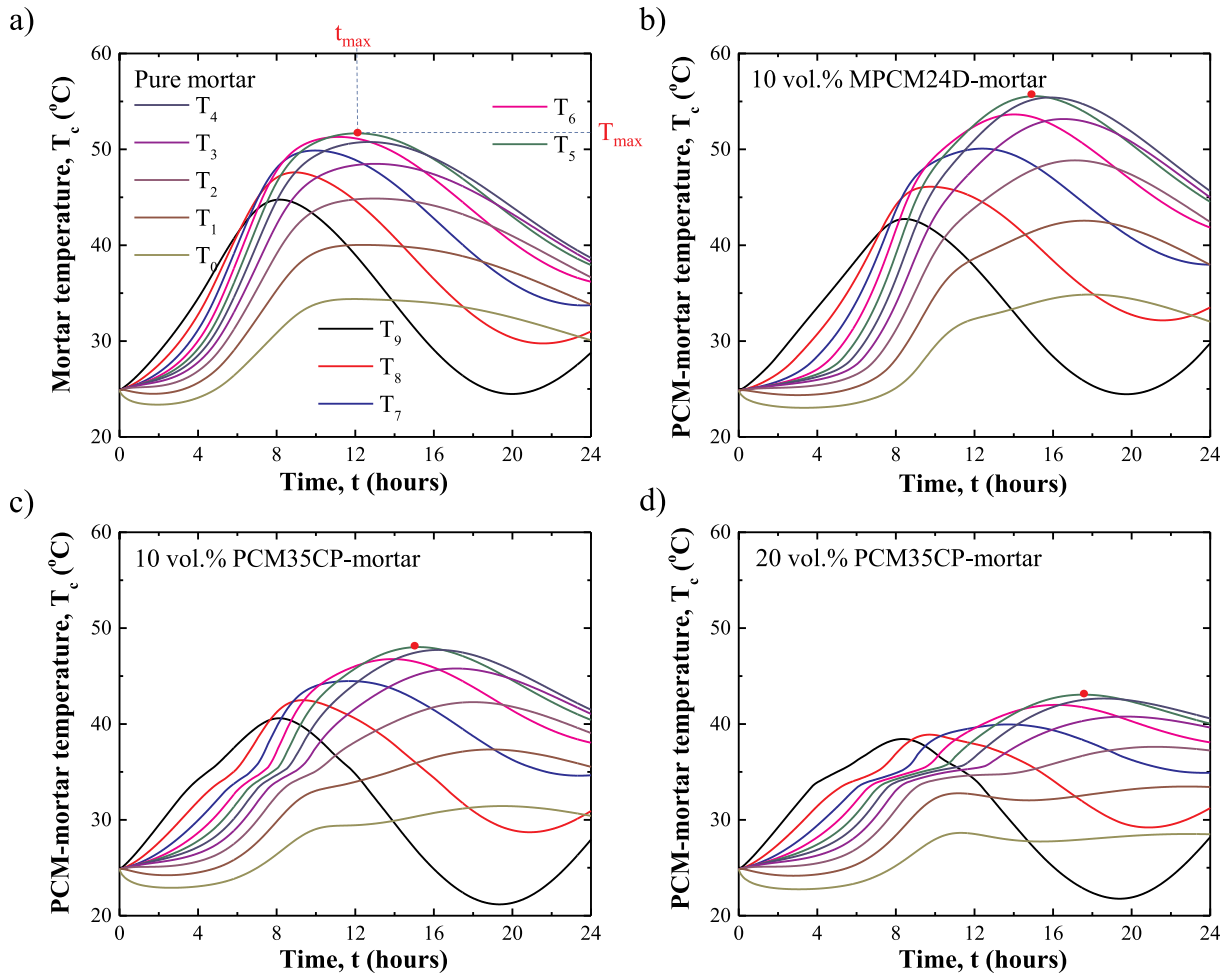 a)
t_max
60
50
40
30
20
Mortar temperature, T_c (°C)
Pure mortar
T_4
T_3
T_2
T_1
T_0
T_6
T_5
T_max
T_9
T_8
T_7
0 4 8 12 16 20 24
Time, t (hours)
b)
60
50
40
30
20
PCM-mortar temperature, T_c (°C)
10 vol.% MPCM24D-mortar
0 4 8 12 16 20 24
Time, t (hours)
c)
60
50
40
30
20
PCM-mortar temperature, T_c (°C)
10 vol.% PCM35CP-mortar
0 4 8 12 16 20 24
Time, t (hours)
d)
60
50
40
30
20
PCM-mortar temperature, T_c (°C)
20 vol.% PCM35CP-mortar
0 4 8 12 16 20 24
Time, t (hours)